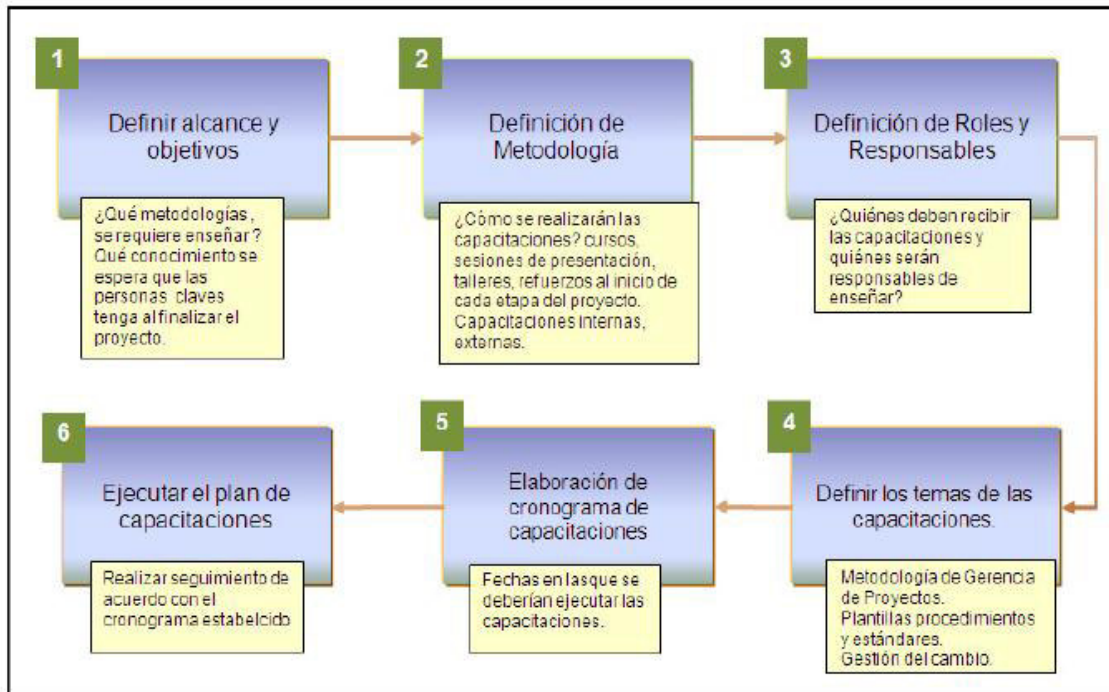 1
Definir alcance y
objetivos
¿Qué metodologías,
se requiere enseñar?
Qué conocimiento se
espera que las
personas claves
tenga al finalizar el
proyecto.
2
Definición de
Metodología
¿Cómo se realizarán las
capacitaciones? cursos,
sesiones de presentación,
talleres, refuerzos al inicio de
cada etapa del proyecto.
Capacitaciones internas,
externas.
3
Definición de Roles y
Responsables
¿Quiénes deben recibir
las capacitaciones y
quiénes serán
responsables de
enseñar?
4
Definir los temas de las
capacitaciones.
Metodología de Gerencia
de Proyectos.
Plantillas procedimientos
y estándares.
Gestión del cambio.
5
Elaboración de
cronograma de
capacitaciones
Fechas en lasque se
deberían ejecutar las
capacitaciones.
6
Ejecutar el plan de
capacitaciones
Realizar seguimiento de
acuerdo con el
cronograma estabelcido